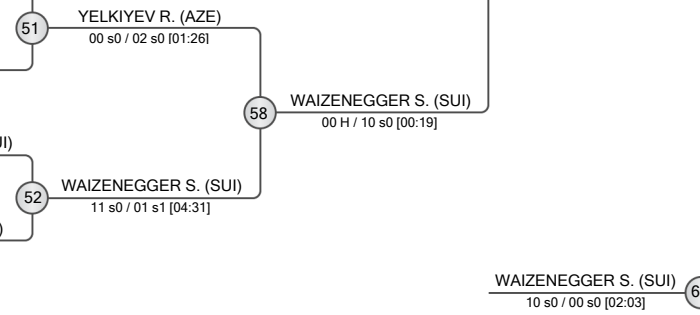 51
YELKIYEV R. (AZE)
00 s0 / 02 s0 [01:26]
58
WAIZENEGGER S. (SUI)
00 H / 10 s0 [00:19]
52
WAIZENEGGER S. (SUI)
11 s0 / 01 s1 [04:31]
WAIZENEGGER S. (SUI)
10 s0 / 00 s0 [02:03]